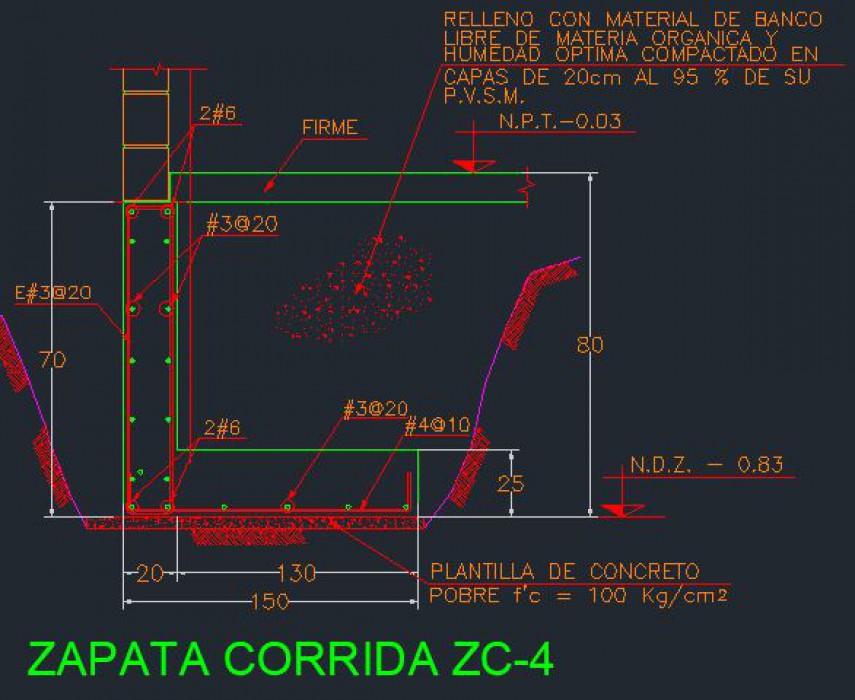 RELLENO CON MATERIAL DE BANCO
LIBRE DE MATERIA ORGANICA Y
HUMEDAD OPTIMA COMPACTADO EN
CAPAS DE 20cm AL 95 % DE SU
P.V.S.M.
2#6
FIRME
N.P.T.-0.03
#3@20
E#3@20
70
80
#3@20
#4@10
2#6
N.D.Z. - 0.83
25
20
130
150
PLANTILLA DE CONCRETO
POBRE f'c = 100 Kg/cm2
ZAPATA CORRIDA ZC-4